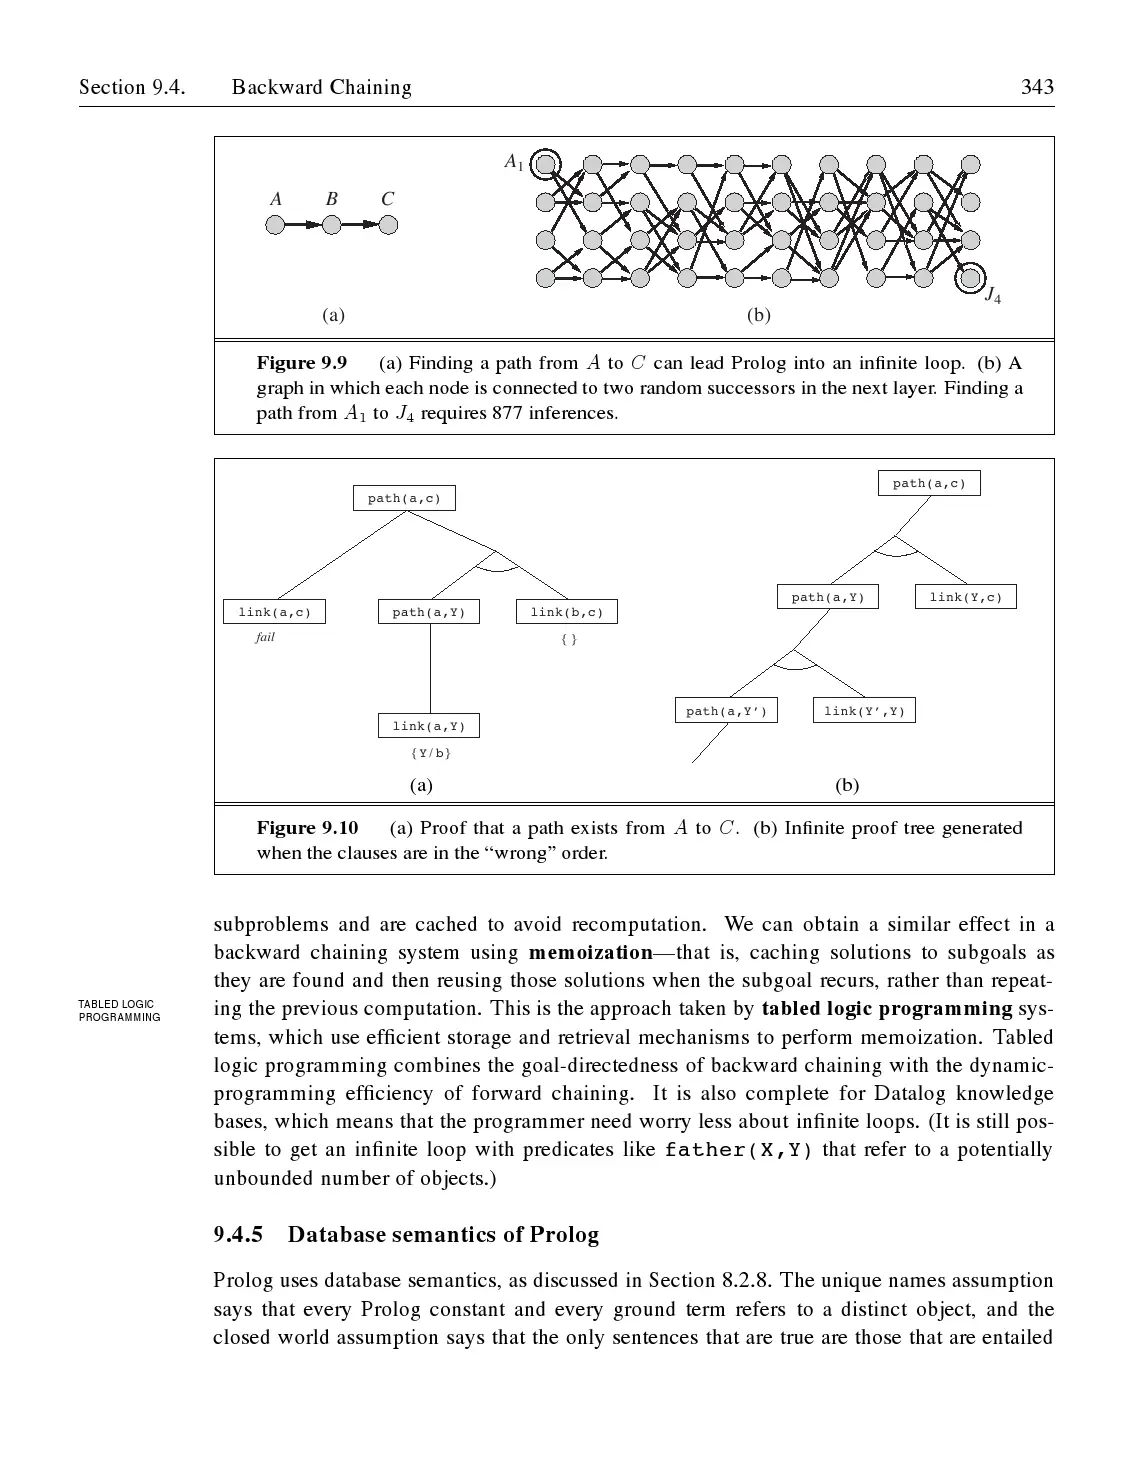 Section 9.4. Backward Chaining 343
A1
A B C
J4
(a) (b)
Figure 9.9 (a) Finding a path from A to C can lead Prolog into an infinite loop. (b) A
graph in which each node is connected to two random successors in the next layer. Finding a
path from A1 to J4 requires 877 inferences.
path(a,c)
path(a,c)
link(a,c) path(a,Y) link(b,c)
fail { }
link(a,Y)
{Y/b}
path(a,Y) link(Y,c)
path(a,Y') link(Y',Y)
(a) (b)
Figure 9.10 (a) Proof that a path exists from A to C. (b) Infinite proof tree generated
when the clauses are in the “wrong” order.
subproblems and are cached to avoid recomputation. We can obtain a similar effect in a
backward chaining system using memoization—that is, caching solutions to subgoals as
they are found and then reusing those solutions when the subgoal recurs, rather than repeat-
TABLED LOGIC
PROGRAMMING
ing the previous computation. This is the approach taken by tabled logic programming sys-
tems, which use efficient storage and retrieval mechanisms to perform memoization. Tabled
logic programming combines the goal-directedness of backward chaining with the dynamic-
programming efficiency of forward chaining. It is also complete for Datalog knowledge
bases, which means that the programmer need worry less about infinite loops. (It is still pos-
sible to get an infinite loop with predicates like father(X,Y) that refer to a potentially
unbounded number of objects.)
9.4.5 Database semantics of Prolog
Prolog uses database semantics, as discussed in Section 8.2.8. The unique names assumption
says that every Prolog constant and every ground term refers to a distinct object, and the
closed world assumption says that the only sentences that are true are those that are entailed